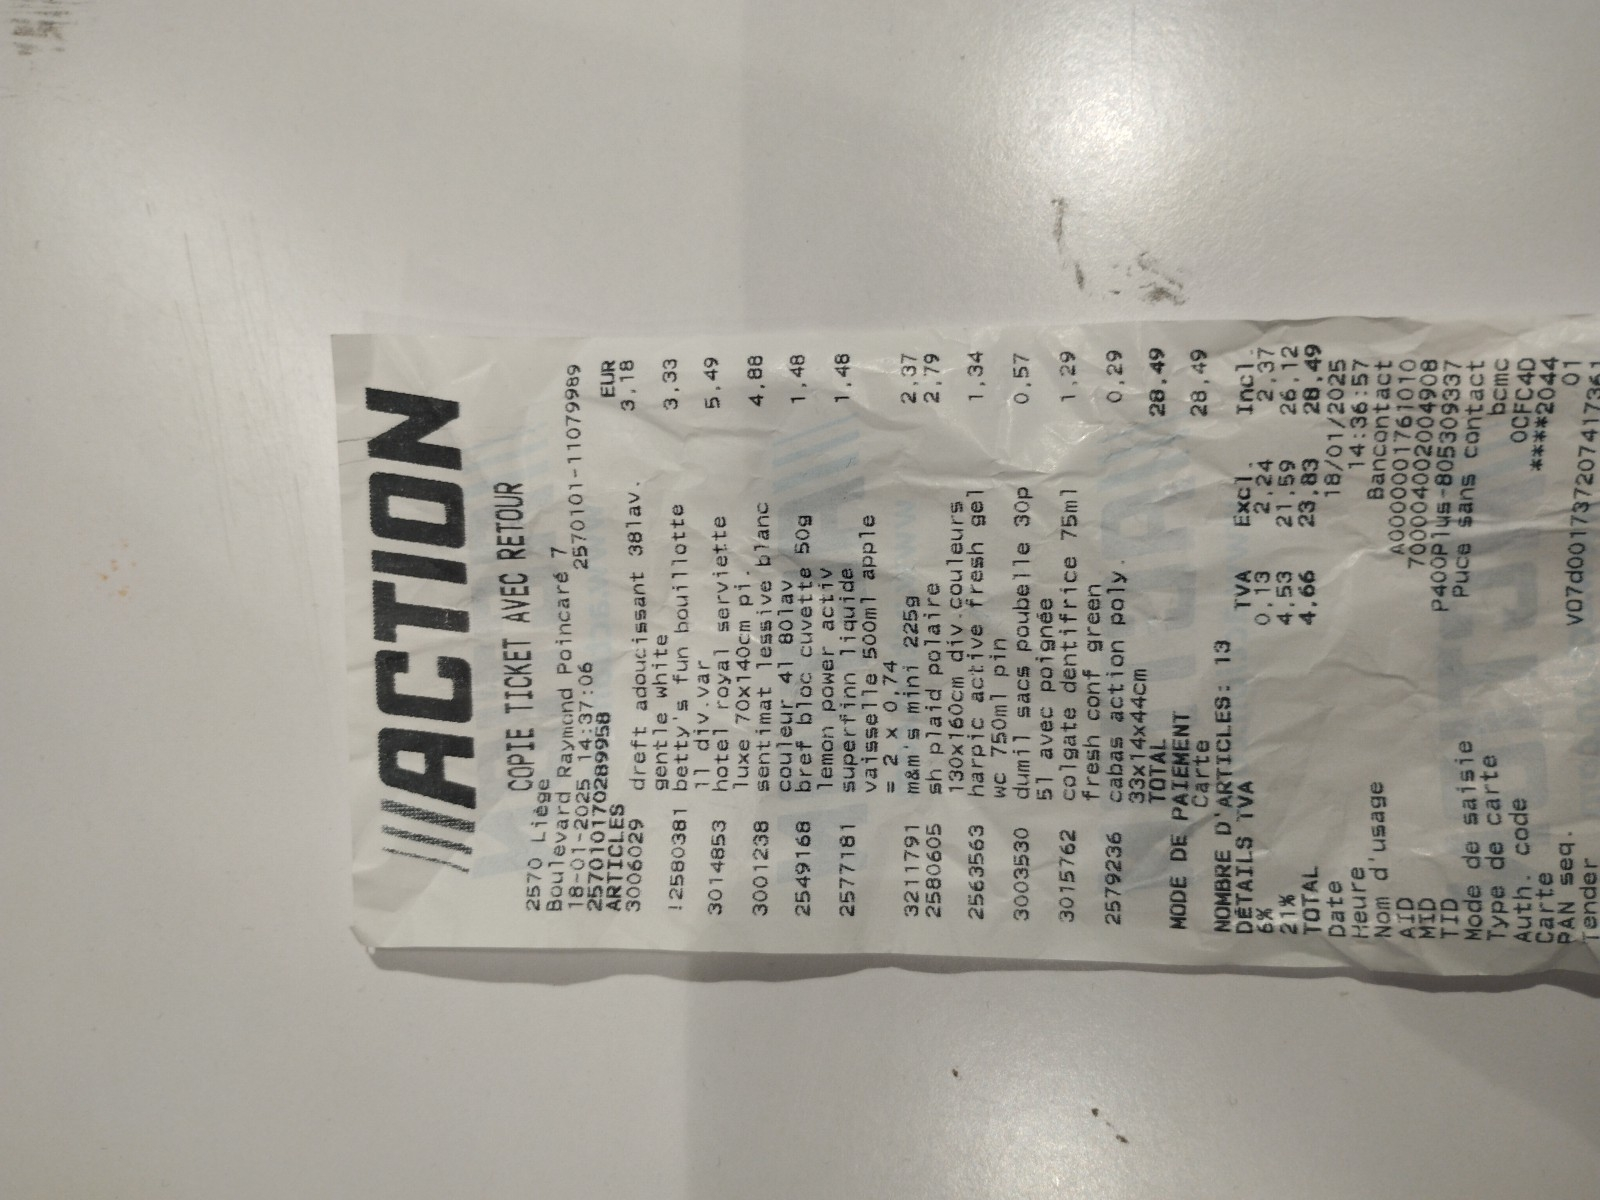 ACTION
COPIE TICKET AVEC RETOUR
2570 Liège
Boulevard Raymond Poincaré 7
18-01-2025 14:37:06 2570101-11079989
257010170289958
ARTICLES EUR
3006029 dreft adoucissant 38lav. 3,18
gentle white
!2580381 betty's fun bouillotte 3,33
1l div.var
3014853 hotel royal serviette 5,49
luxe 70x140cm pi.
3001238 sentimat lessive blanc 4,88
couleur 4l 80lav
2549168 bref bloc cuvette 50g 1,48
lemon power activ
2577181 superfinn liquide 1,48
vaisselle 500ml apple
= 2 x 0,74
3211791 m&m's mini 225g 2,37
2580605 sh plaid polaire 2,79
130x160cm div.couleurs
2563563 harpic active fresh gel 1,34
wc 750ml pin
3003530 dumil sacs poubelle 30p 0,57
5l avec poignée
3015762 colgate dentifrice 75ml 1,29
fresh conf green
2579236 cabas action poly. 0,29
33x14x44cm
TOTAL 28,49
MODE DE PAIEMENT
Carte 28,49
NOMBRE D'ARTICLES: 13
DÉTAILS TVA TVA Excl. Incl.
6% 0,13 2,24 2,37
21% 4,53 21,59 26,12
TOTAL 4,66 23,83 28,49
Date 18/01/2025
Heure 14:36:57
Nom d'usage Bancontact
AID A0000001761010
MID 700004002004908
TID P400Plus-805309337
Mode de saisie Puce sans contact
Type de carte bcmc
Auth. code OCFC4D
Carte ****2044
PAN seq. 01
Tender